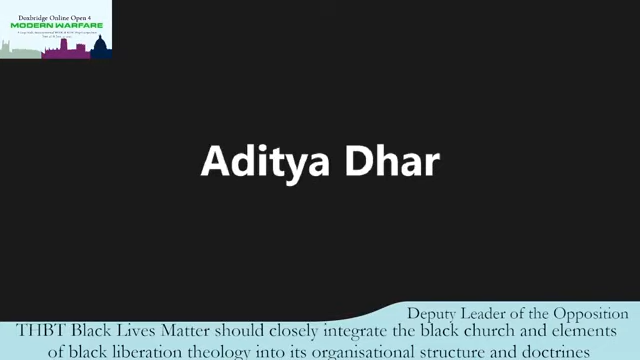 Doxbridge Online Open 4
MODERN WARFARE
Aditya Dhar
Deputy Leader of the Opposition
THBT Black Lives Matter should closely integrate the black church and elements
of black liberation theology into its organisational structure and doctrines